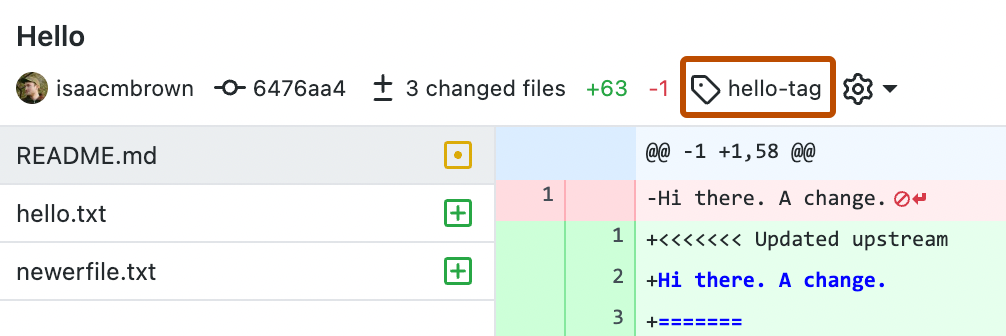 Hello
isaacmbrown 6476aa4 3 changed files +63 -1 hello-tag
README.md
hello.txt
newerfile.txt
@@ -1 +1,58 @@
1 -Hi there. A change.
1 +<<<<<<< Updated upstream
2 +Hi there. A change.
3 +=======